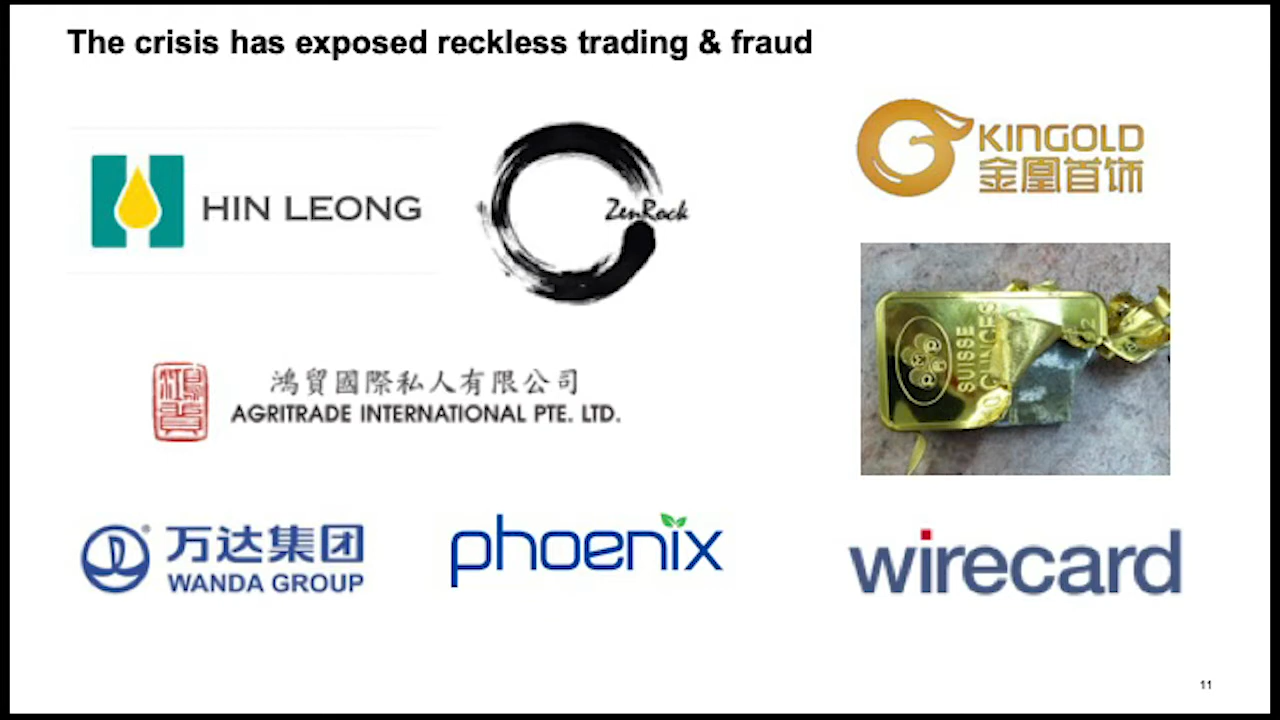 The crisis has exposed reckless trading & fraud
HIN LEONG
ZenRock
KINGOLD
金凰首饰
SUISSE
OUNCES
鴻貿國際私人有限公司
AGRITRADE INTERNATIONAL PTE. LTD.
万达集团
WANDA GROUP
phoenix
wirecard
11